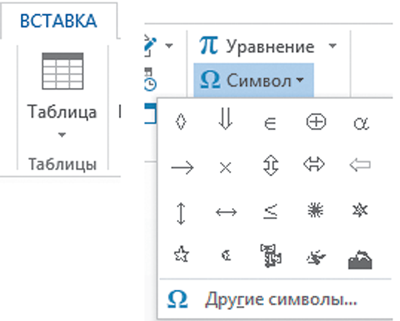 ВСТАВКА
Таблица
Таблицы
π Уравнение
Ω Символ
◊ ⇓ ∈ ⊕ α
→ × ⇕ ⇔ ⇐
↕ ↔ ≤
Ω Другие символы...